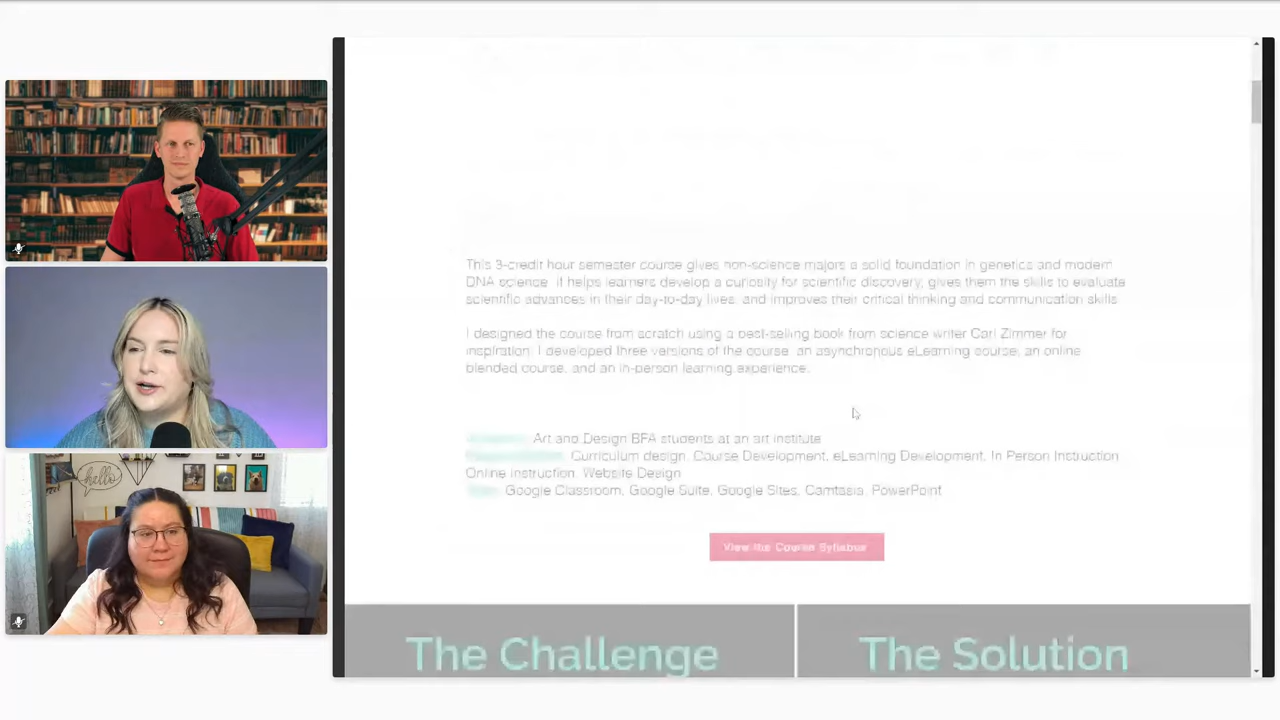 hello
This 3-credit hour semester course gives non-science majors a solid foundation in genetics and modern
DNA science. It helps learners develop a curiosity for scientific discovery, gives them the skills to evaluate
scientific advances in their day-to-day lives, and improves their critical thinking and communication skills.
I designed the course from scratch using a best-selling book from science writer Carl Zimmer for
inspiration. I developed three versions of the course: an asynchronous eLearning course, an online
blended course, and an in-person learning experience.
Art and Design BFA students at an art institute
Curriculum design, Course Development, eLearning Development, In Person Instruction
Online Instruction, Website Design
Google Classroom, Google Suite, Google Sites, Camtasia, PowerPoint
View the Course Syllabus
The Challenge
The Solution